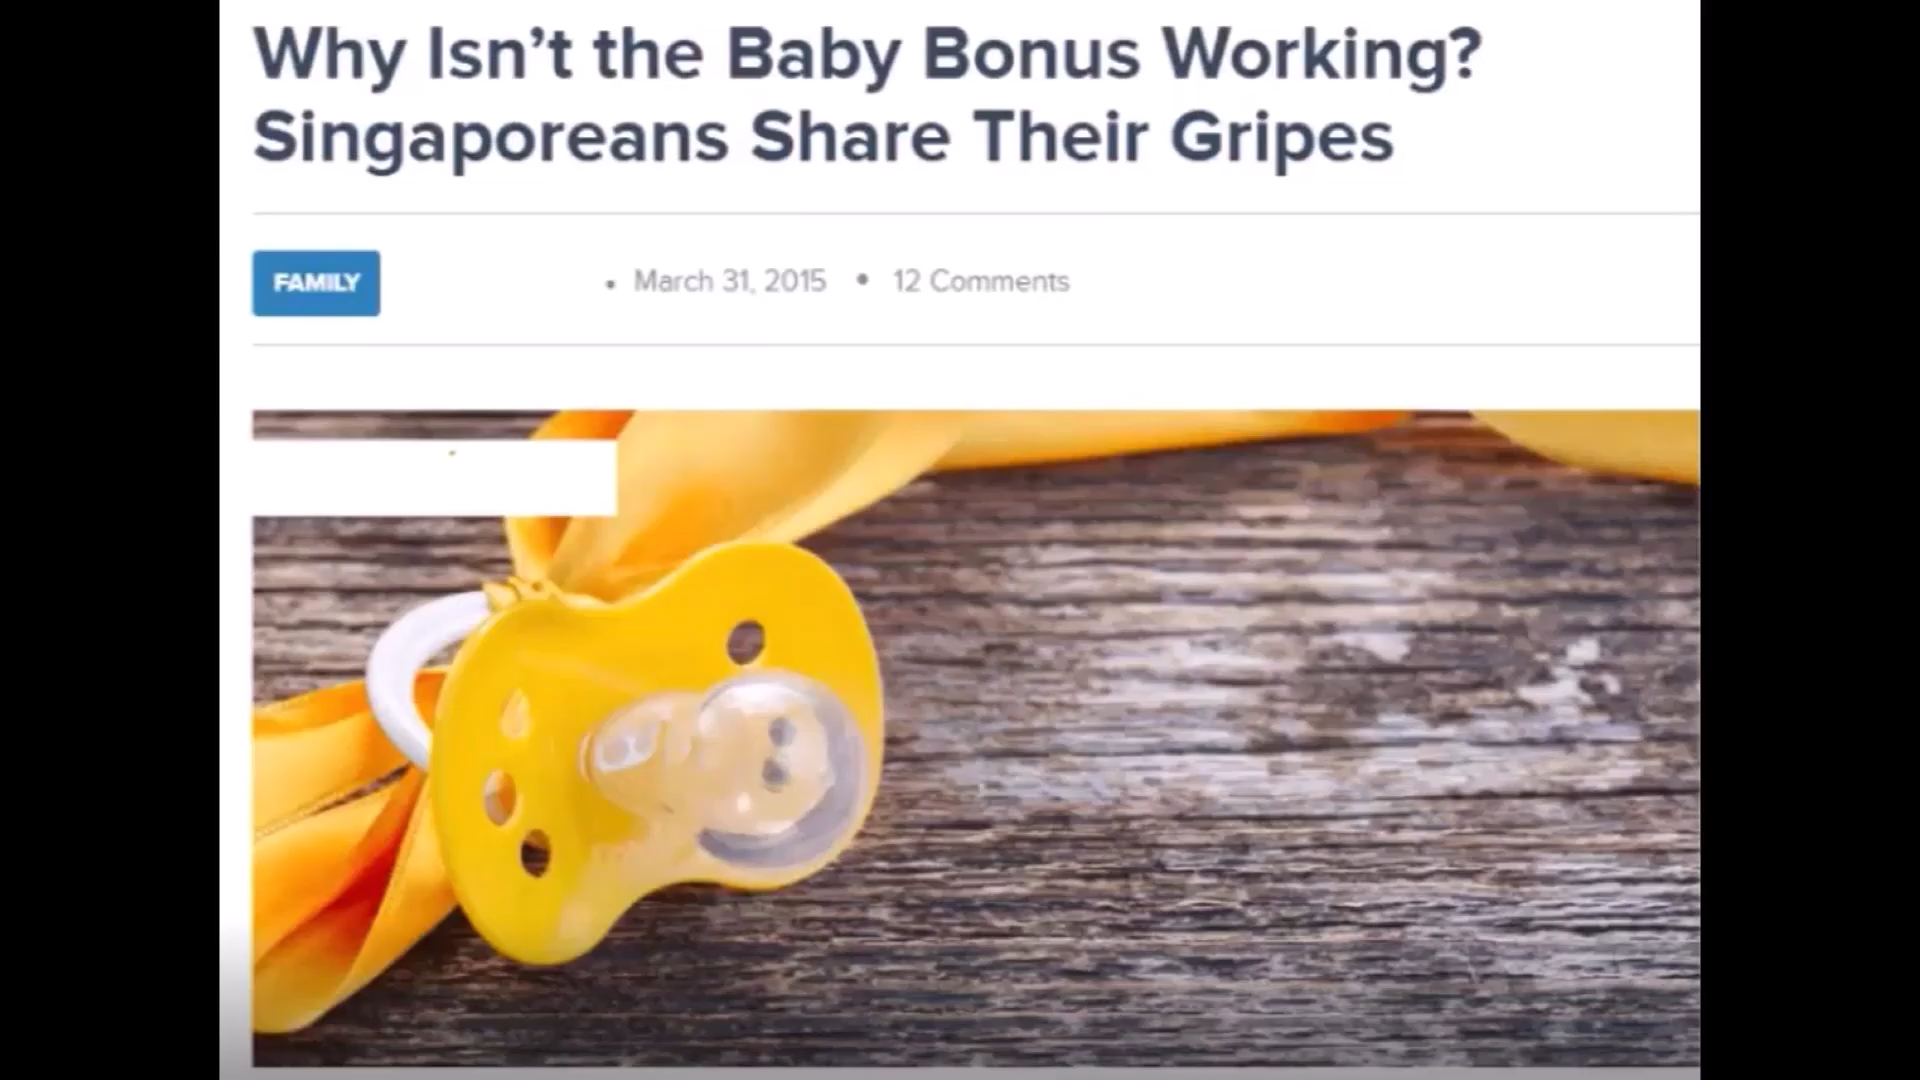 Why Isn’t the Baby Bonus Working?
Singaporeans Share Their Gripes
FAMILY • March 31, 2015 • 12 Comments